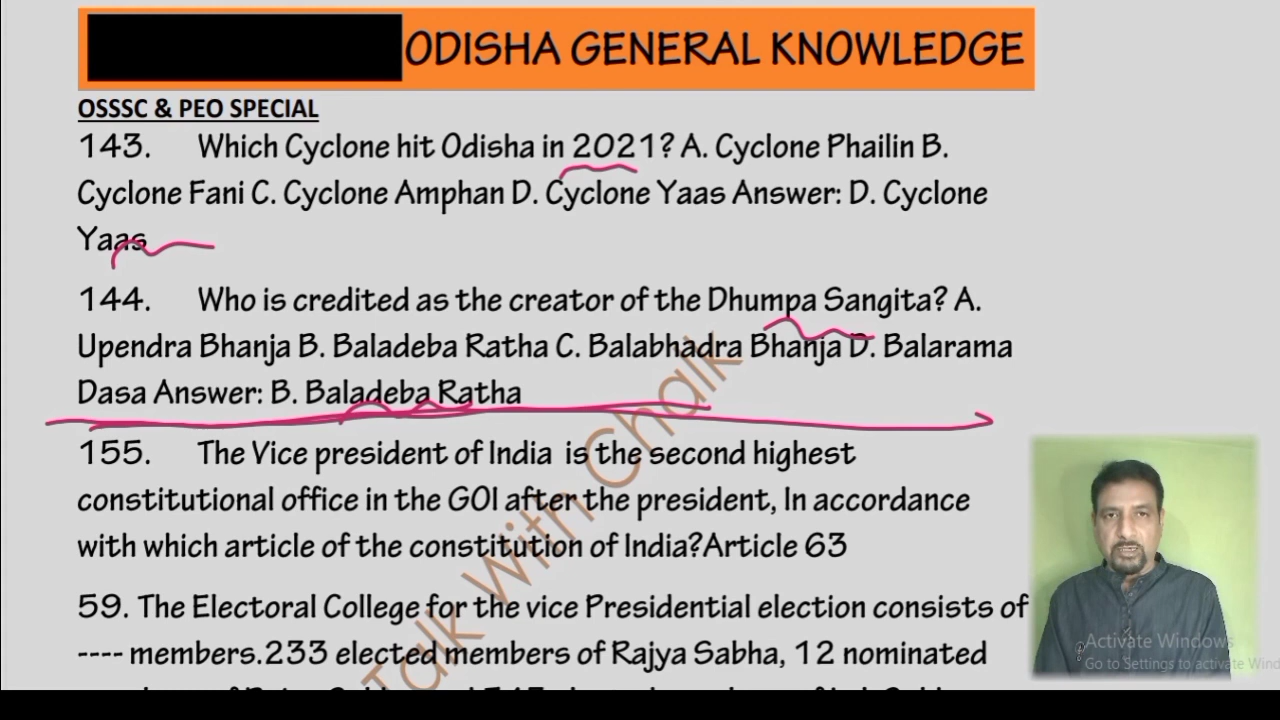 ODISHA GENERAL KNOWLEDGE
OSSSC & PEO SPECIAL
143. Which Cyclone hit Odisha in 2021? A. Cyclone Phailin B.
Cyclone Fani C. Cyclone Amphan D. Cyclone Yaas Answer: D. Cyclone
Yaas
144. Who is credited as the creator of the Dhumpa Sangita? A.
Upendra Bhanja B. Baladeba Ratha C. Balabhadra Bhanja D. Balarama
Dasa Answer: B. Baladeba Ratha
155. The Vice president of India is the second highest
constitutional office in the GOI after the president, In accordance
with which article of the constitution of India?Article 63
59. The Electoral College for the vice Presidential election consists of
---- members.233 elected members of Rajya Sabha, 12 nominated
Talk With Chalk
Activate Windows
Go to Settings to activate Wind